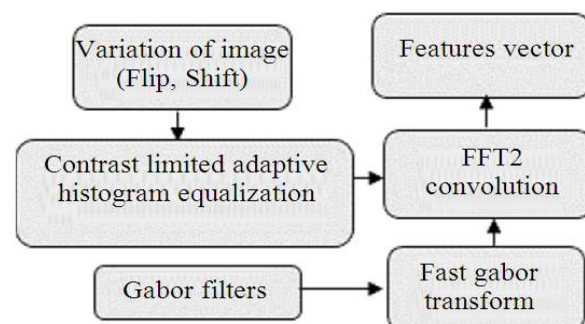 Variation of image
(Flip, Shift)
Features vector
Contrast limited adaptive
histogram equalization
FFT2
convolution
Gabor filters
Fast gabor
transform